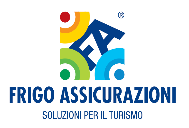 FA
®
FRIGO ASSICURAZIONI
SOLUZIONI PER IL TURISMO